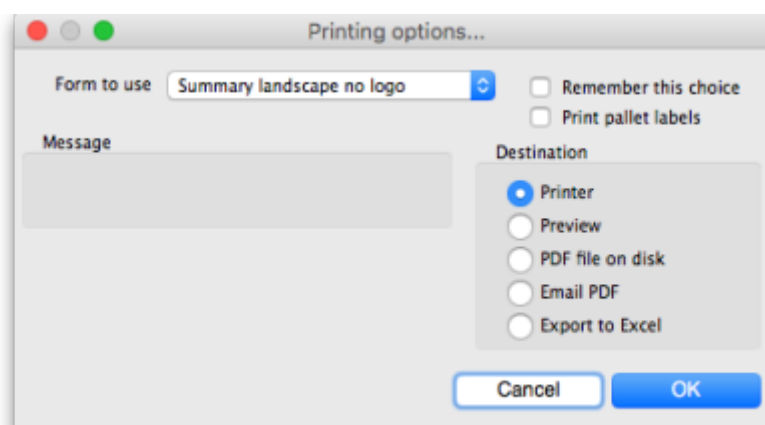 Printing options...
Form to use Summary landscape no logo Remember this choice
Print pallet labels
Message
Destination
Printer
Preview
PDF file on disk
Email PDF
Export to Excel
Cancel OK